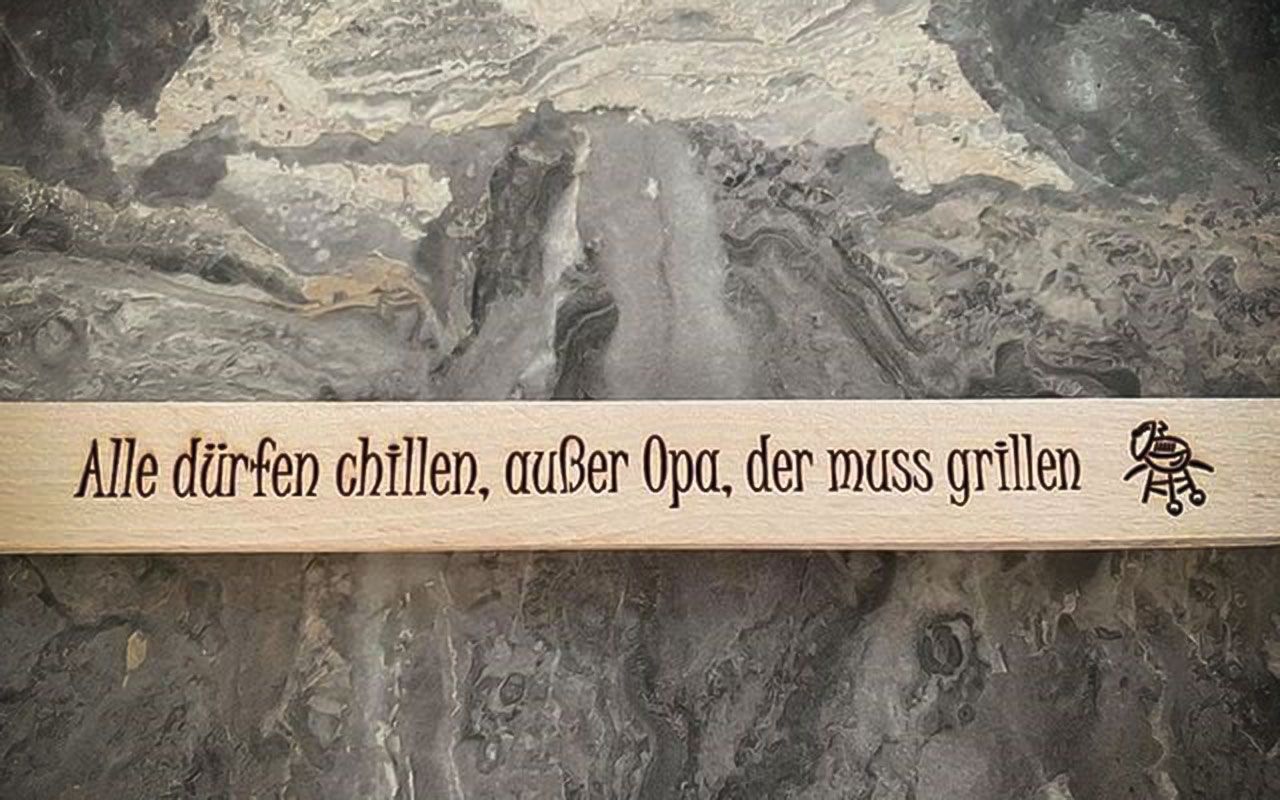 Alle dürfen chillen, außer Opa, der muss grillen